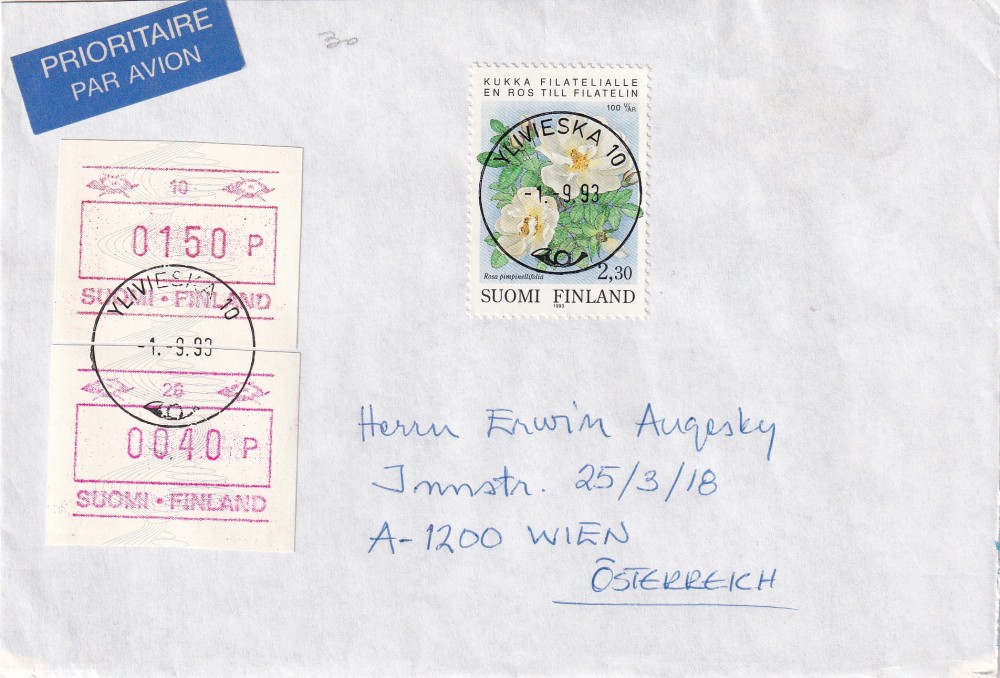 PRIORITAIRE
PAR AVION
30
KUKKA FILATELIALLE
EN ROS TILL FILATELIN
100 V/ÅR
YLIVIESKA 10
-1.-9.93
Rosa pimpinellifolia
2,30
SUOMI FINLAND
1993
10
0150 P
SUOMI • FINLAND
YLIVIESKA 10
-1.-9.93
26
00.40 P
SUOMI • FINLAND
Herrn Erwin Augesky
Innstr. 25/3/18
A-1200 WIEN
ÖSTERREICH